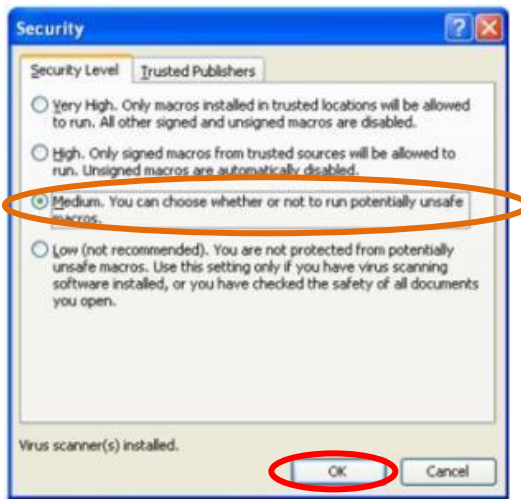 Security
Security Level Trusted Publishers
Very High. Only macros installed in trusted locations will be allowed
to run. All other signed and unsigned macros are disabled.
High. Only signed macros from trusted sources will be allowed to
run. Unsigned macros are automatically disabled.
Medium. You can choose whether or not to run potentially unsafe
macros.
Low (not recommended). You are not protected from potentially
unsafe macros. Use this setting only if you have virus scanning
software installed, or you have checked the safety of all documents
you open.
Virus scanner(s) installed.
OK Cancel